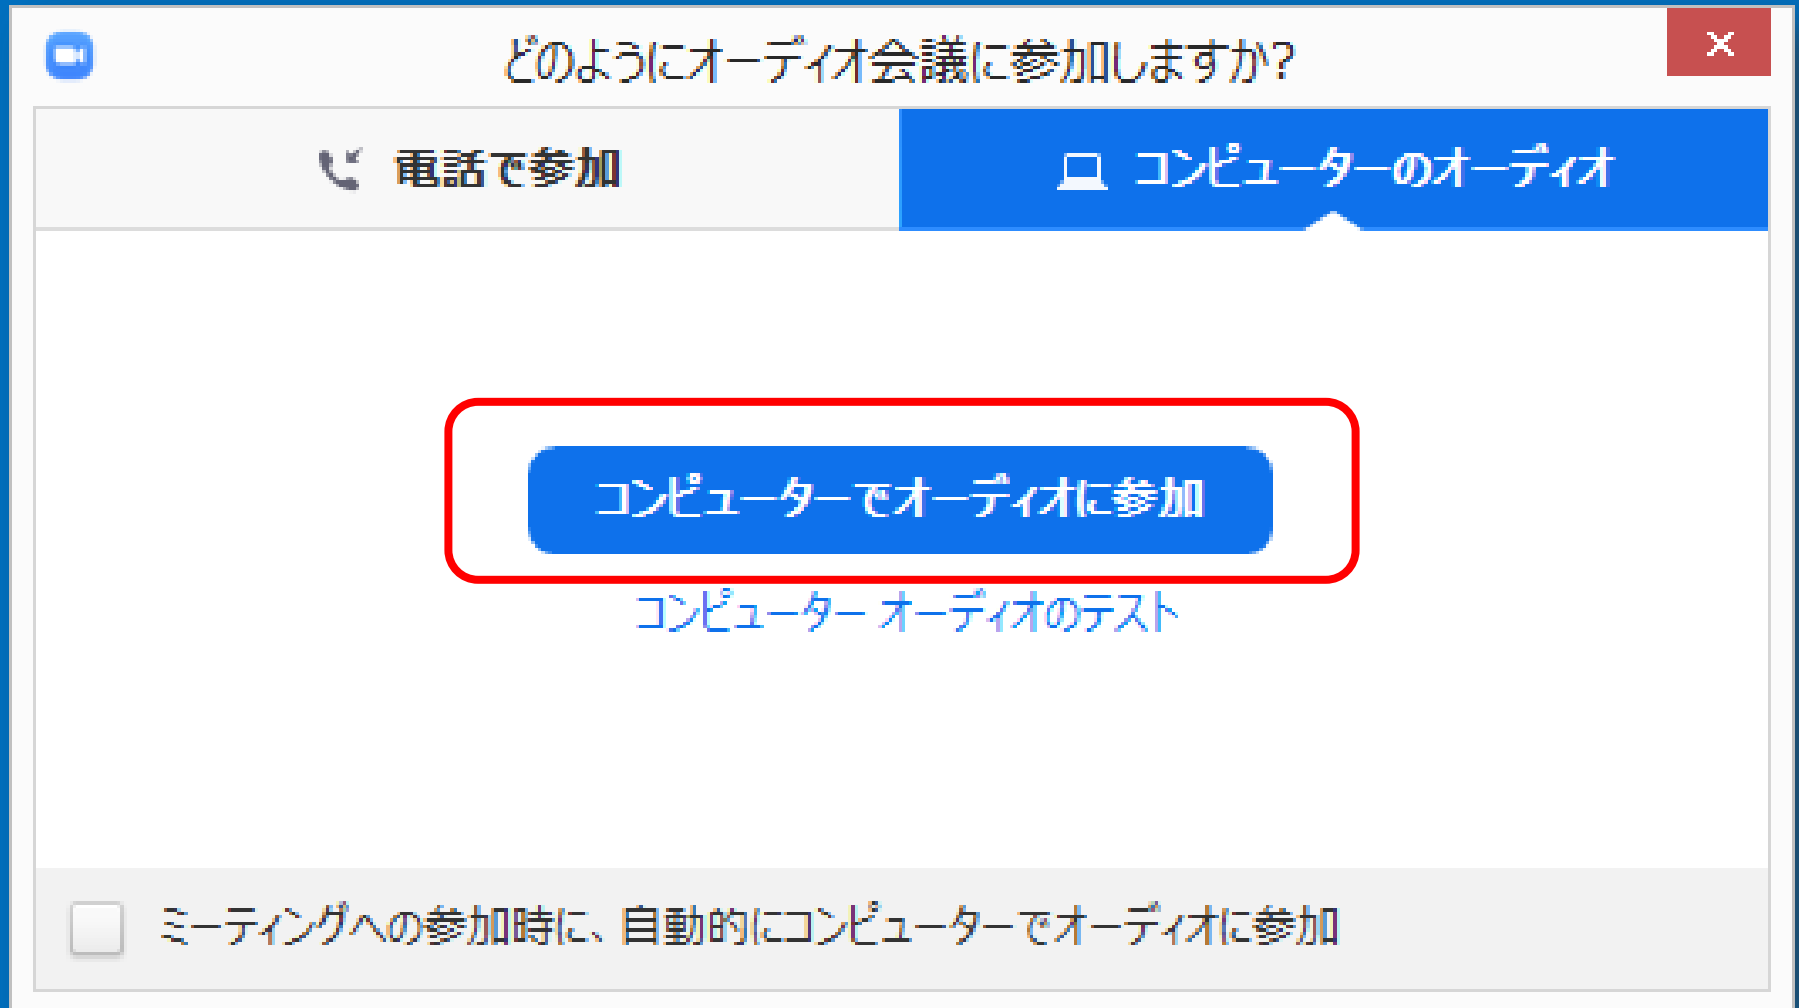 どのようにオーディオ会議に参加しますか?
電話で参加
コンピューターのオーディオ
コンピューターでオーディオに参加
コンピューター オーディオのテスト
ミーティングへの参加時に、自動的にコンピューターでオーディオに参加